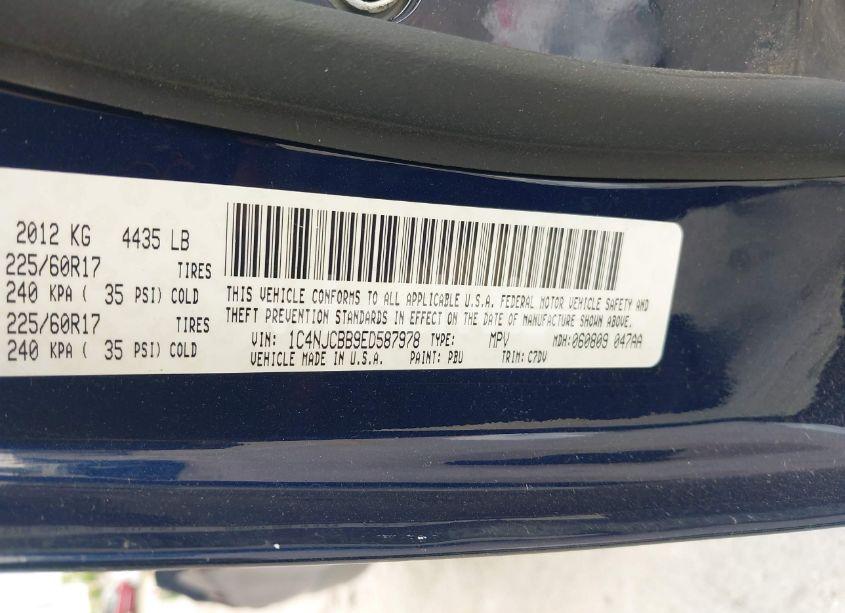 2012 KG 4435 LB
225/60R17 TIRES
240 KPA ( 35 PSI) COLD
225/60R17 TIRES
240 KPA ( 35 PSI) COLD
THIS VEHICLE CONFORMS TO ALL APPLICABLE U.S.A. FEDERAL MOTOR VEHICLE SAFETY AND
THEFT PREVENTION STANDARDS IN EFFECT ON THE DATE OF MANUFACTURE SHOWN ABOVE.
VIN: 1C4NJCBB9ED587978 TYPE: MPV MDH:060809 047AA
VEHICLE MADE IN U.S.A. PAINT: PBU TRIM: C7DV